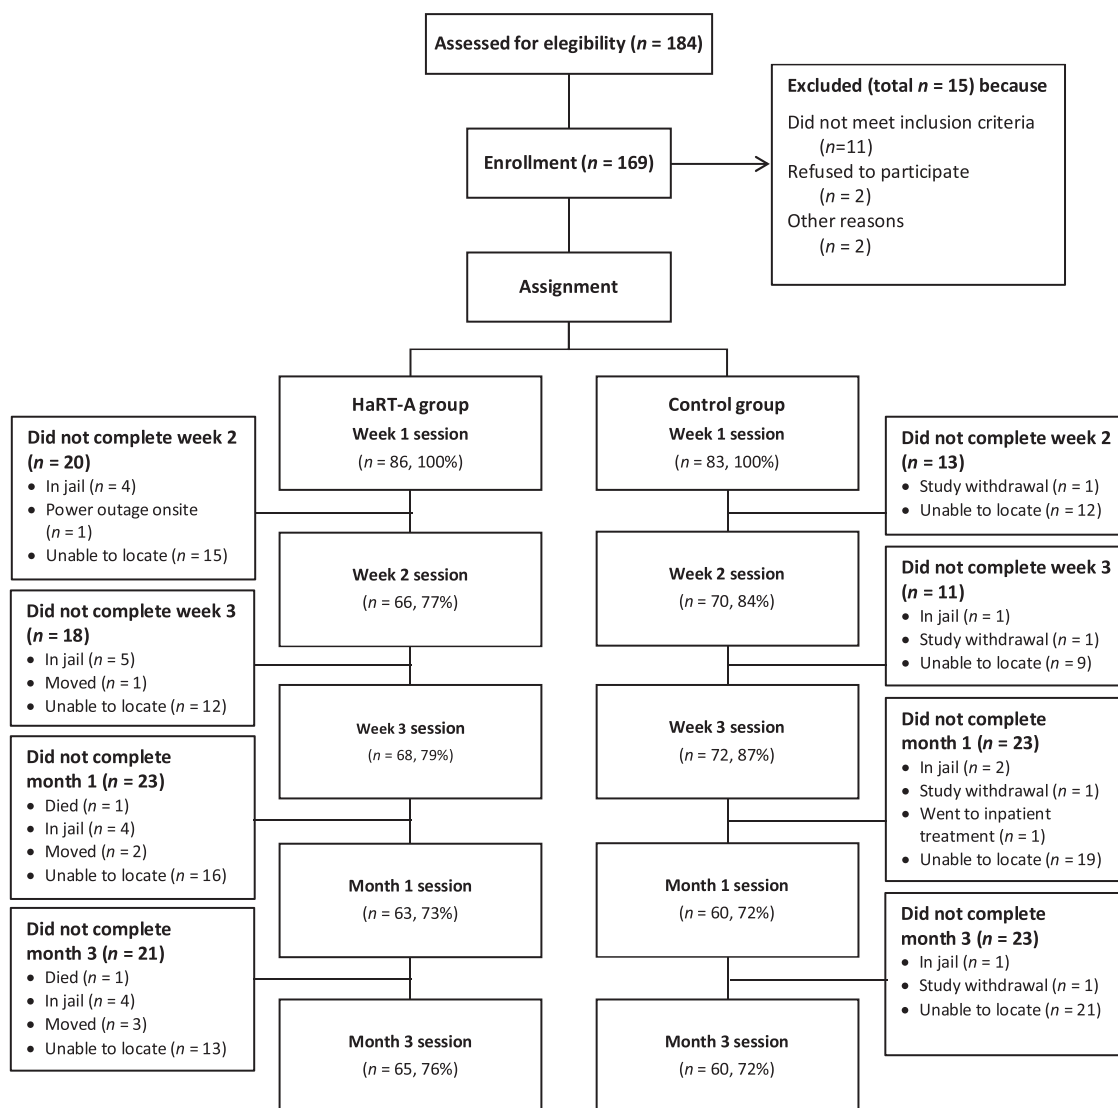 Assessed for elegibility (n = 184)
Excluded (total n = 15) because
Did not meet inclusion criteria
(n=11)
Refused to participate
(n = 2)
Other reasons
(n = 2)
Enrollment (n = 169)
Assignment
HaRT-A group
Week 1 session
(n = 86, 100%)
Control group
Week 1 session
(n = 83, 100%)
Did not complete week 2
(n = 20)
• In jail (n = 4)
• Power outage onsite
(n = 1)
• Unable to locate (n = 15)
Did not complete week 2
(n = 13)
• Study withdrawal (n = 1)
• Unable to locate (n = 12)
Week 2 session
(n = 66, 77%)
Week 2 session
(n = 70, 84%)
Did not complete week 3
(n = 18)
• In jail (n = 5)
• Moved (n = 1)
• Unable to locate (n = 12)
Did not complete week 3
(n = 11)
• In jail (n = 1)
• Study withdrawal (n = 1)
• Unable to locate (n = 9)
Week 3 session
(n = 68, 79%)
Week 3 session
(n = 72, 87%)
Did not complete
month 1 (n = 23)
• Died (n = 1)
• In jail (n = 4)
• Moved (n = 2)
• Unable to locate (n = 16)
Did not complete
month 1 (n = 23)
• In jail (n = 2)
• Study withdrawal (n = 1)
• Went to inpatient
treatment (n = 1)
• Unable to locate (n = 19)
Month 1 session
(n = 63, 73%)
Month 1 session
(n = 60, 72%)
Did not complete
month 3 (n = 21)
• Died (n = 1)
• In jail (n = 4)
• Moved (n = 3)
• Unable to locate (n = 13)
Did not complete
month 3 (n = 23)
• In jail (n = 1)
• Study withdrawal (n = 1)
• Unable to locate (n = 21)
Month 3 session
(n = 65, 76%)
Month 3 session
(n = 60, 72%)